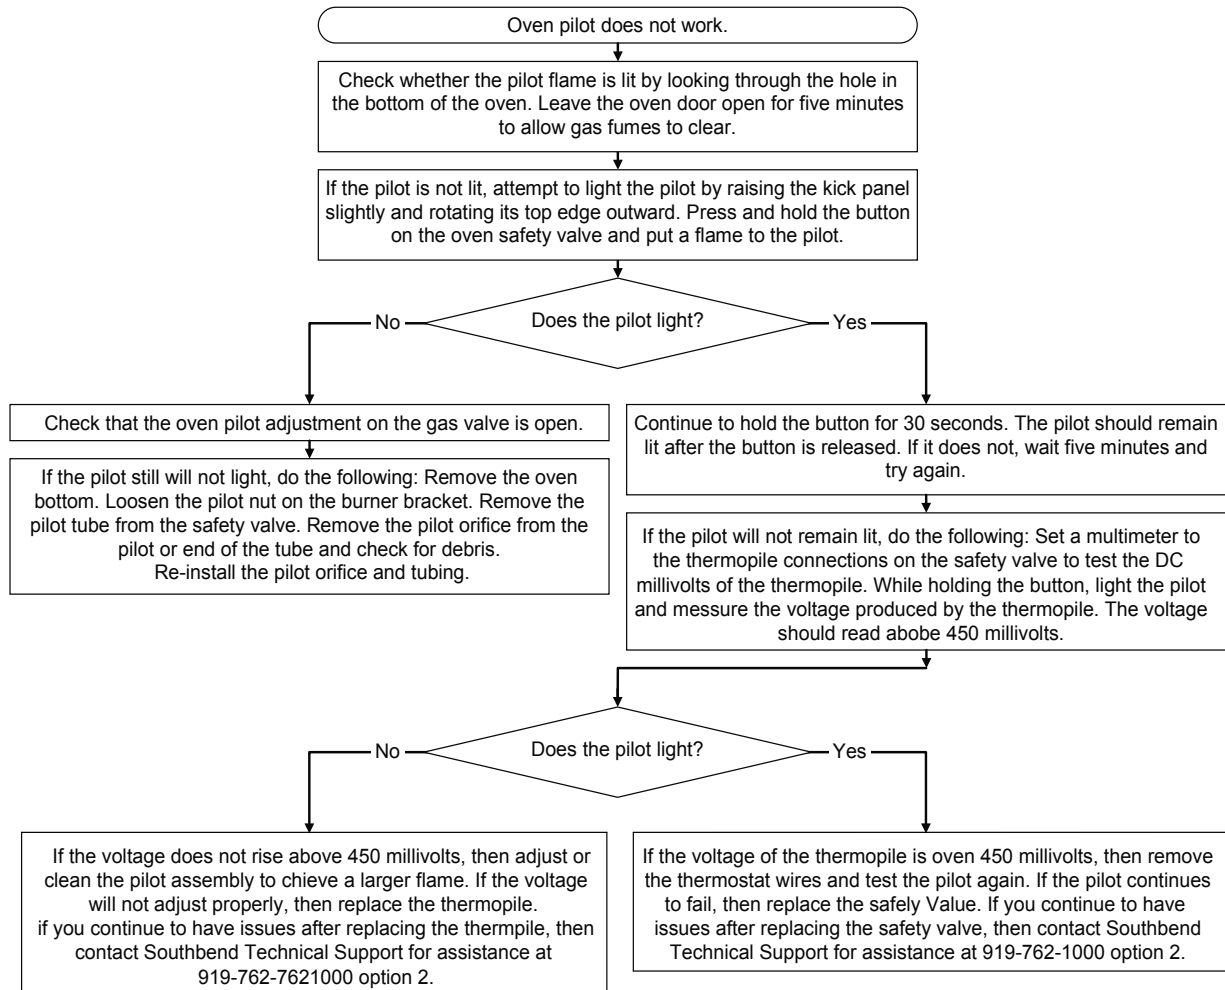 Oven pilot does not work.
Check whether the pilot flame is lit by looking through the hole in
the bottom of the oven. Leave the oven door open for five minutes
to allow gas fumes to clear.
If the pilot is not lit, attempt to light the pilot by raising the kick panel
slightly and rotating its top edge outward. Press and hold the button
on the oven safety valve and put a flame to the pilot.
Does the pilot light?
No
Yes
Check that the oven pilot adjustment on the gas valve is open.
If the pilot still will not light, do the following: Remove the oven
bottom. Loosen the pilot nut on the burner bracket. Remove the
pilot tube from the safety valve. Remove the pilot orifice from the
pilot or end of the tube and check for debris.
Re-install the pilot orifice and tubing.
Continue to hold the button for 30 seconds. The pilot should remain
lit after the button is released. If it does not, wait five minutes and
try again.
If the pilot will not remain lit, do the following: Set a multimeter to
the thermopile connections on the safety valve to test the DC
millivolts of the thermopile. While holding the button, light the pilot
and messure the voltage produced by the thermopile. The voltage
should read abobe 450 millivolts.
Does the pilot light?
No
Yes
If the voltage does not rise above 450 millivolts, then adjust or
clean the pilot assembly to chieve a larger flame. If the voltage
will not adjust properly, then replace the thermopile.
if you continue to have issues after replacing the thermpile, then
contact Southbend Technical Support for assistance at
919-762-7621000 option 2.
If the voltage of the thermopile is oven 450 millivolts, then remove
the thermostat wires and test the pilot again. If the pilot continues
to fail, then replace the safely Value. If you continue to have
issues after replacing the safety valve, then contact Southbend
Technical Support for assistance at 919-762-1000 option 2.